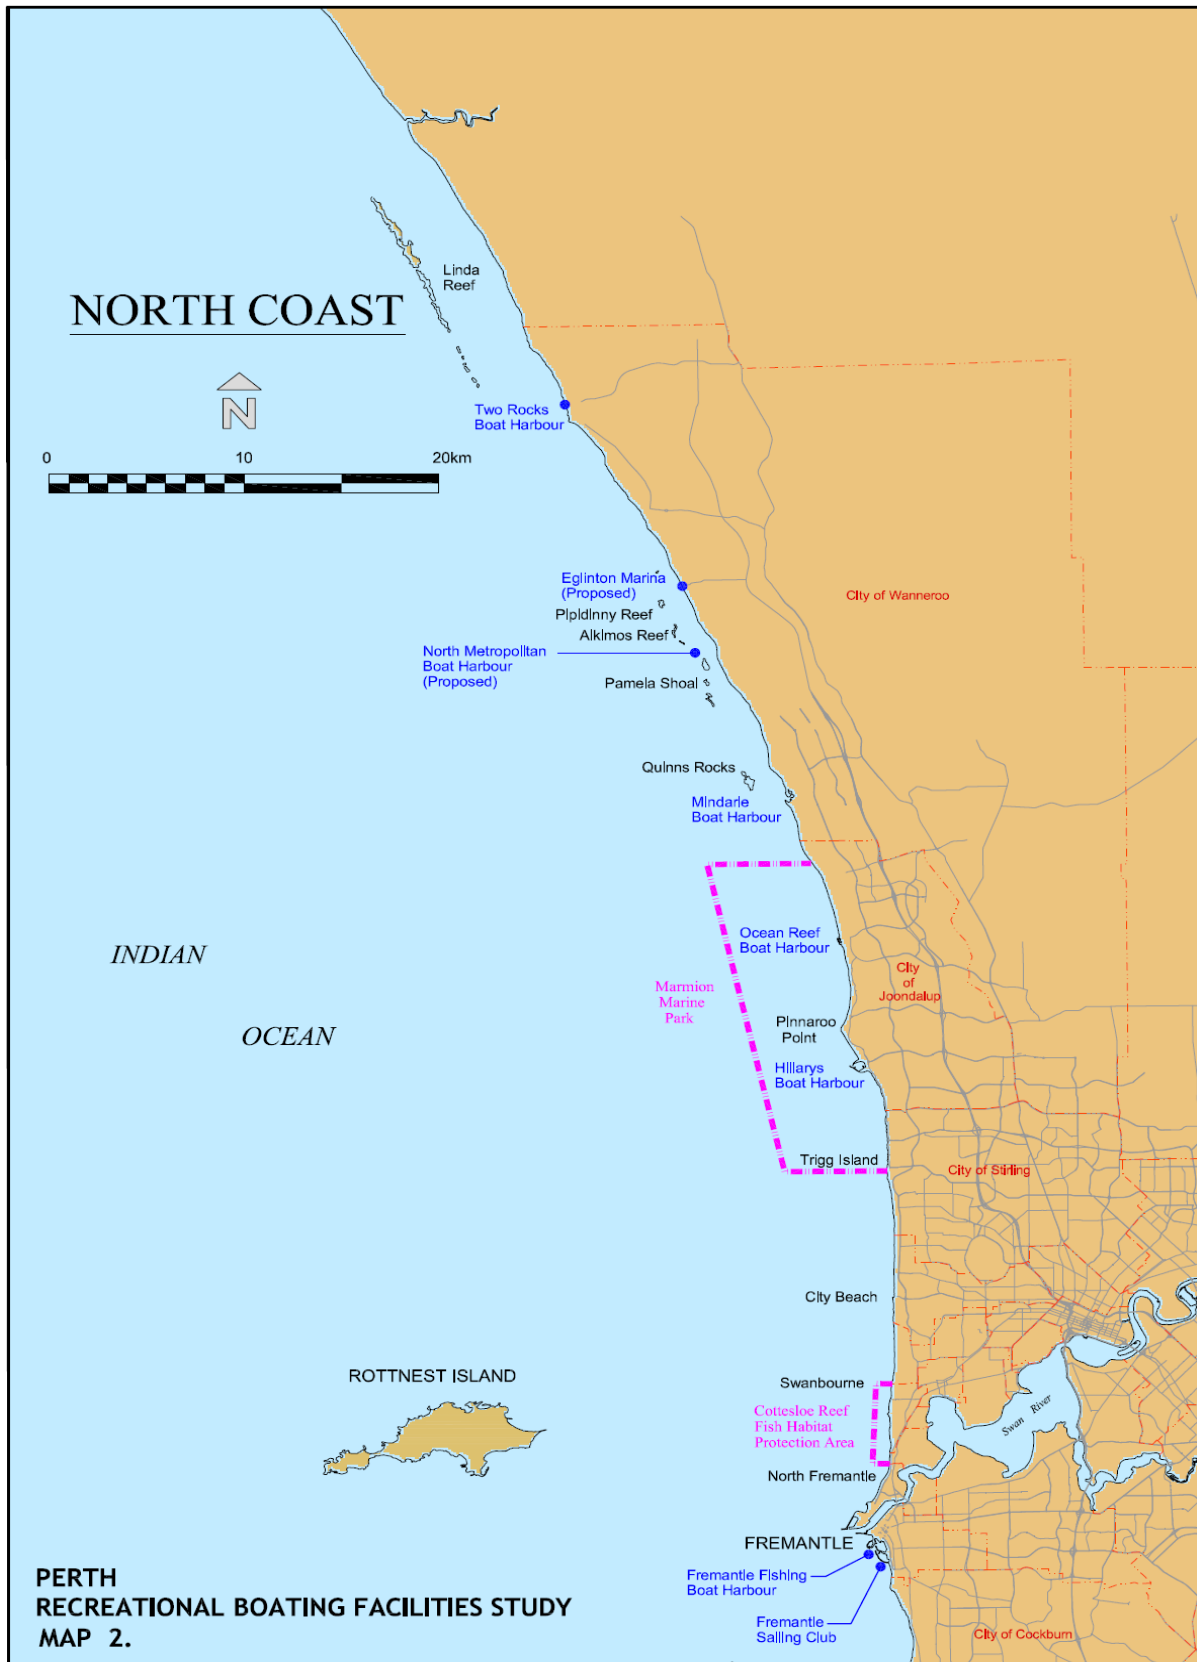 Linda
Reef
NORTH COAST
N
Two Rocks
Boat Harbour
0 10 20km
Eglinton Marina
(Proposed)
Pipidinny Reef
Alkimos Reef
North Metropolitan
Boat Harbour
(Proposed)
Pamela Shoal
City of Wanneroo
Quinns Rocks
Mindarie
Boat Harbour
Ocean Reef
Boat Harbour
INDIAN
OCEAN
City
of
Joondalup
Marmion
Marine
Park
Pinnaroo
Point
Hillarys
Boat Harbour
Trigg Island
City of Stirling
City Beach
ROTTNEST ISLAND
Swanbourne
Cottesloe Reef
Fish Habitat
Protection Area
Swan River
North Fremantle
FREMANTLE
Fremantle Fishing
Boat Harbour
Fremantle
Sailing Club
City of Cockburn
PERTH
RECREATIONAL BOATING FACILITIES STUDY
MAP 2.